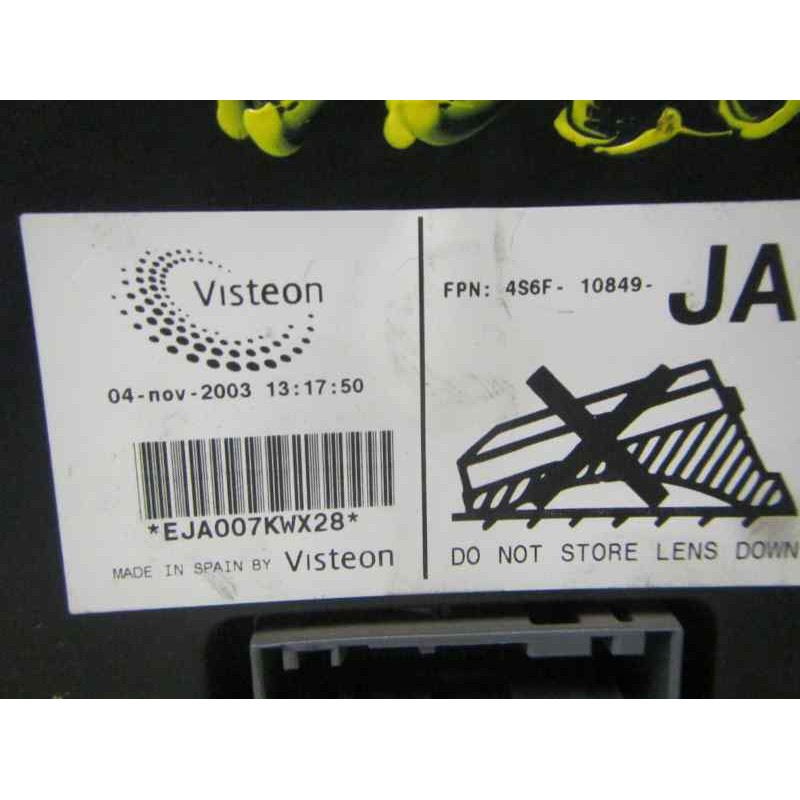 Visteon
04-nov-2003 13:17:50
*EJA007KWX28*
MADE IN SPAIN BY Visteon
FPN: 4S6F- 10849- JA
DO NOT STORE LENS DOWN